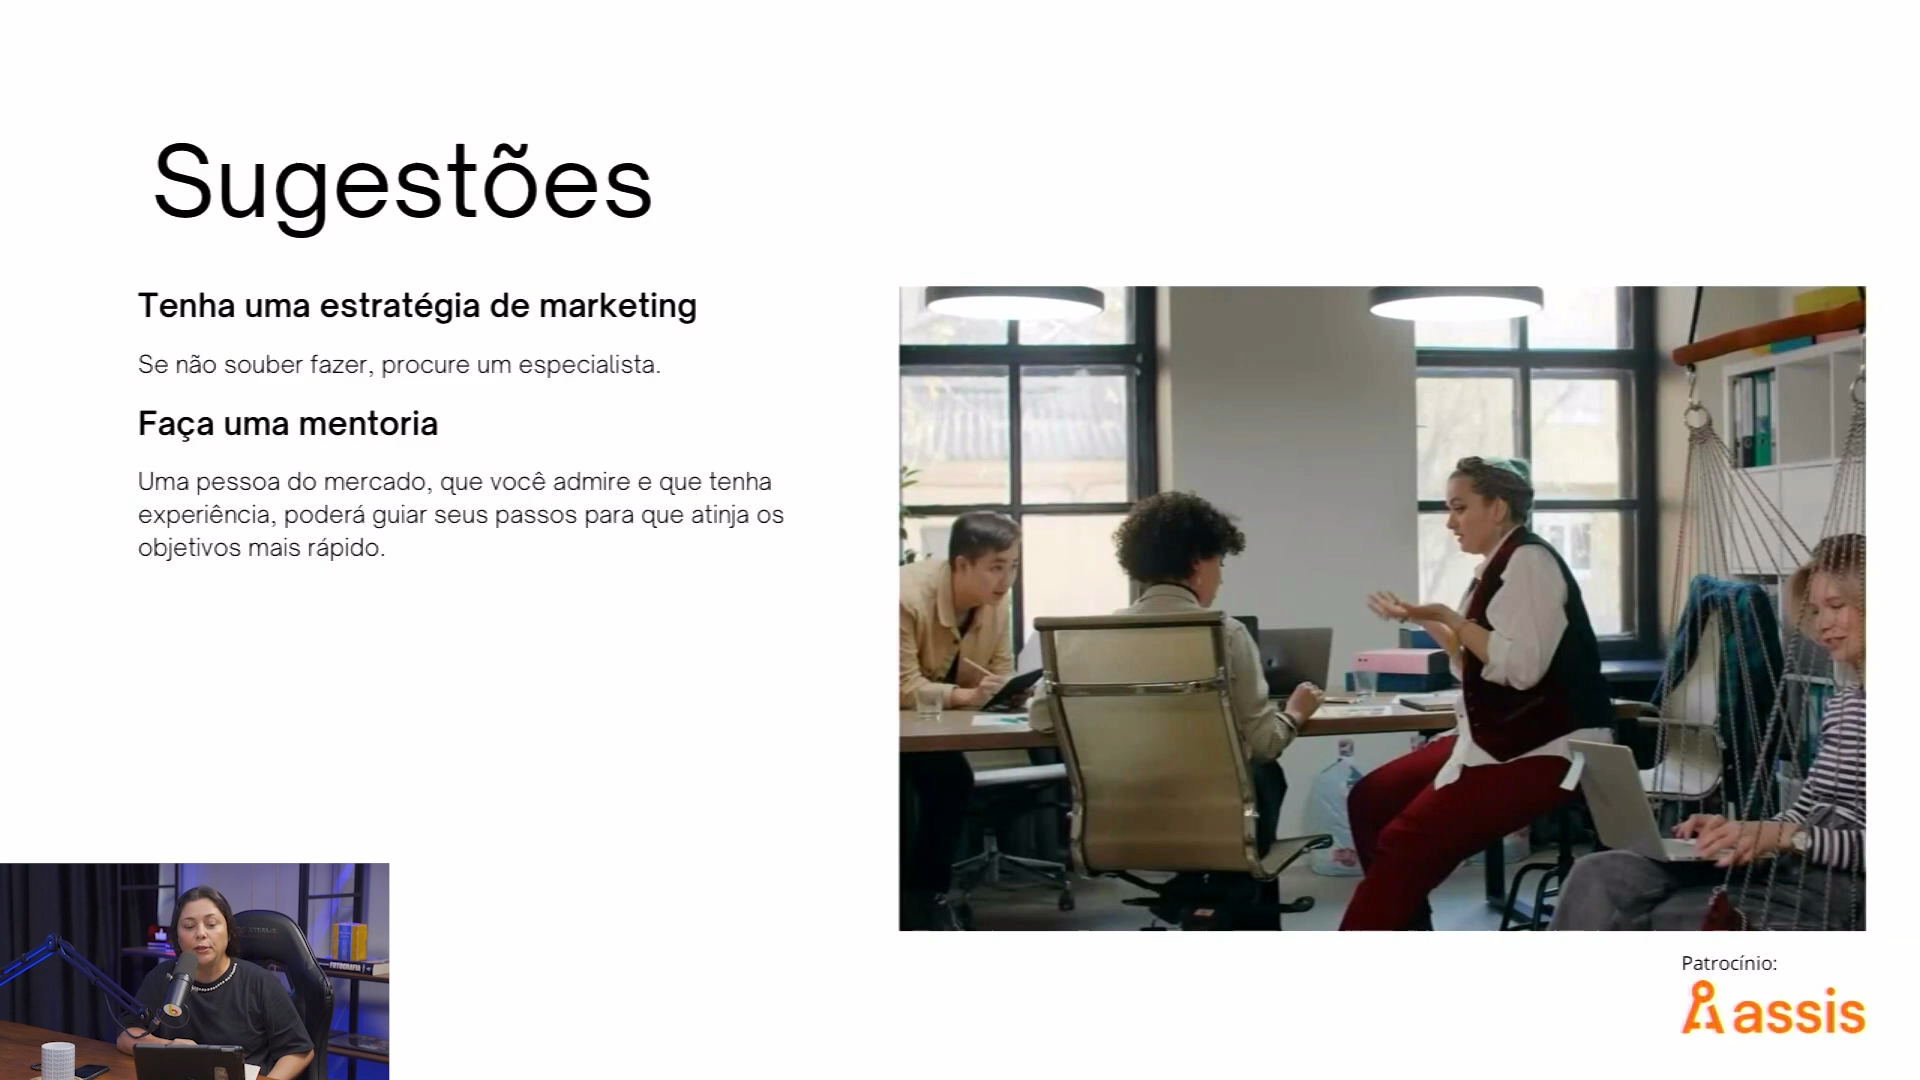 Sugestões
Tenha uma estratégia de marketing
Se não souber fazer, procure um especialista.
Faça uma mentoria
Uma pessoa do mercado, que você admire e que tenha
experiência, poderá guiar seus passos para que atinja os
objetivos mais rápido.
FOTOGRAFIA
Patrocínio:
assis